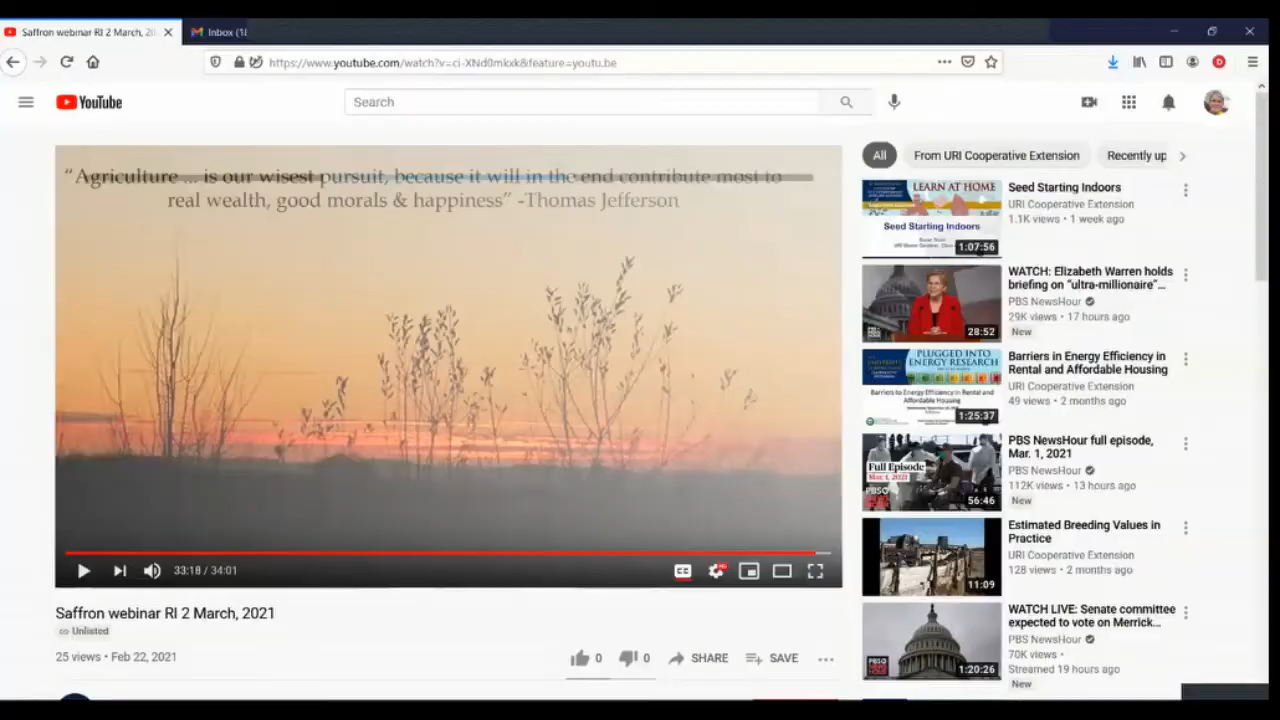 Saffron webinar RI 2 March, 20
Inbox (18
https://www.youtube.com/watch?v=ci-XNd0mkxk&feature=youtu.be
YouTube
Search
"Agriculture ... is our wisest pursuit, because it will in the end contribute most to
real wealth, good morals & happiness" -Thomas Jefferson
33:18 / 34:01
CC
HD
Saffron webinar RI 2 March, 2021
Unlisted
25 views • Feb 22, 2021
0
0
SHARE
SAVE
All
From URI Cooperative Extension
Recently up
LEARN AT HOME
Seed Starting Indoors
1:07:56
Seed Starting Indoors
URI Cooperative Extension
1.1K views • 1 week ago
28:52
WATCH: Elizabeth Warren holds
briefing on "ultra-millionaire"...
PBS NewsHour
29K views • 17 hours ago
New
PLUGGED INTO
ENERGY RESEARCH
Barriers to Energy Efficiency in Rental and
Affordable Housing
1:25:37
Barriers in Energy Efficiency in
Rental and Affordable Housing
URI Cooperative Extension
49 views • 2 months ago
Full Episode
Mar. 1, 2021
56:46
PBS NewsHour full episode,
Mar. 1, 2021
PBS NewsHour
112K views • 13 hours ago
New
11:09
Estimated Breeding Values in
Practice
URI Cooperative Extension
128 views • 2 months ago
1:20:26
WATCH LIVE: Senate committee
expected to vote on Merrick...
PBS NewsHour
70K views •
Streamed 19 hours ago
New